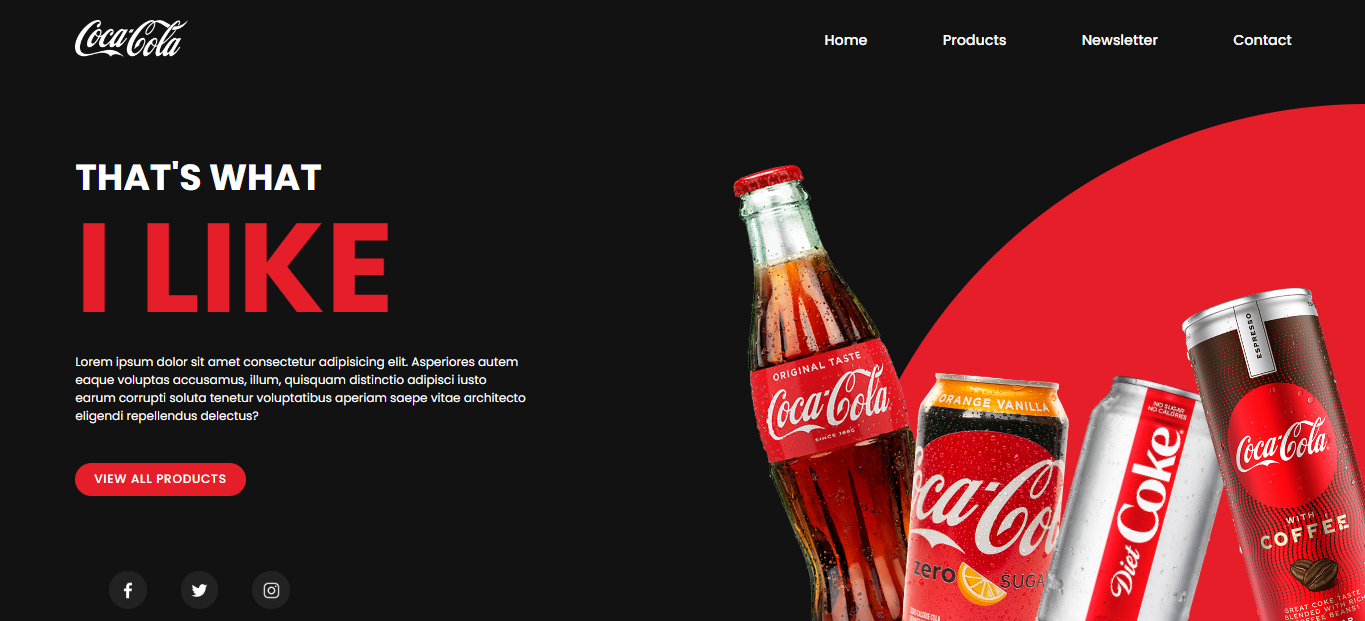 Coca-Cola
Home
Products
Newsletter
Contact
THAT'S WHAT
I LIKE
Lorem ipsum dolor sit amet consectetur adipisicing elit. Asperiores autem
eaque voluptas accusamus, illum, quisquam distinctio adipisci iusto
earum corrupti soluta tenetur voluptatibus aperiam saepe vitae architecto
eligendi repellendus delectus?
VIEW ALL PRODUCTS
ORIGINAL TASTE
Coca-Cola
SINCE 1886
ORANGE VANILLA
oca-Co
zero
SUGA
NO SUGAR
NO CALORIES
Diet Coke
ESPRESSO
Coca-Cola
WITH
COFFEE
GREAT COKE TASTE
BLENDED WITH RICH
COFFEE BEANS!